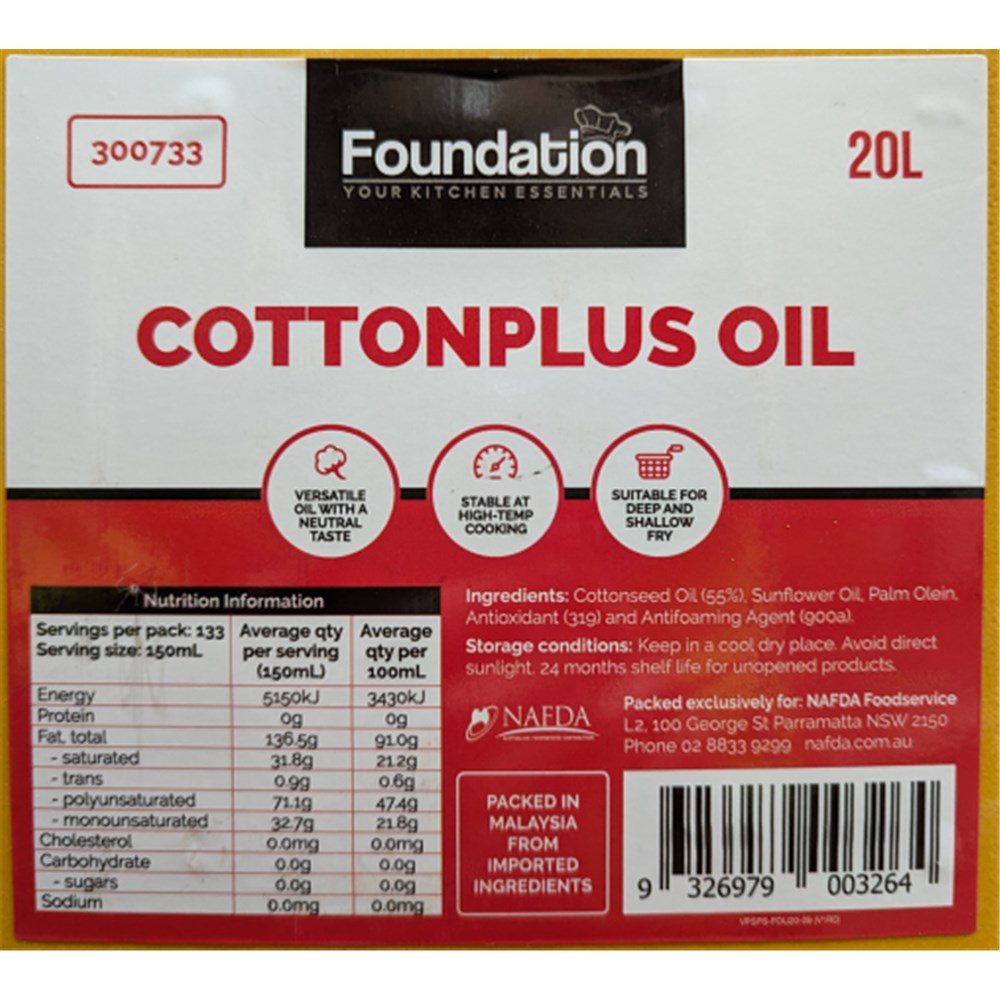 300733
Foundation
YOUR KITCHEN ESSENTIALS
20L
COTTONPLUS OIL
VERSATILE
OIL WITH A
NEUTRAL
TASTE
STABLE AT
HIGH-TEMP
COOKING
SUITABLE FOR
DEEP AND
SHALLOW
FRY
Nutrition Information
Servings per pack: 133
Serving size: 150mL
Average qty
per serving
(150mL)
Average
qty per
100mL
Energy 5150kJ 3430kJ
Protein 0g 0g
Fat, total 136.5g 91.0g
- saturated 31.8g 21.2g
- trans 0.9g 0.6g
- polyunsaturated 71.1g 47.4g
- monounsaturated 32.7g 21.8g
Cholesterol 0.0mg 0.0mg
Carbohydrate 0.0g 0.0g
- sugars 0.0g 0.0g
Sodium 0.0mg 0.0mg
Ingredients: Cottonseed Oil (55%), Sunflower Oil, Palm Olein,
Antioxidant (319) and Antifoaming Agent (900a).
Storage conditions: Keep in a cool dry place. Avoid direct
sunlight. 24 months shelf life for unopened products.
NAFDA
Packed exclusively for: NAFDA Foodservice
L2, 100 George St Parramatta NSW 2150
Phone 02 8833 9299 nafda.com.au
PACKED IN
MALAYSIA
FROM
IMPORTED
INGREDIENTS
9 326979 003264